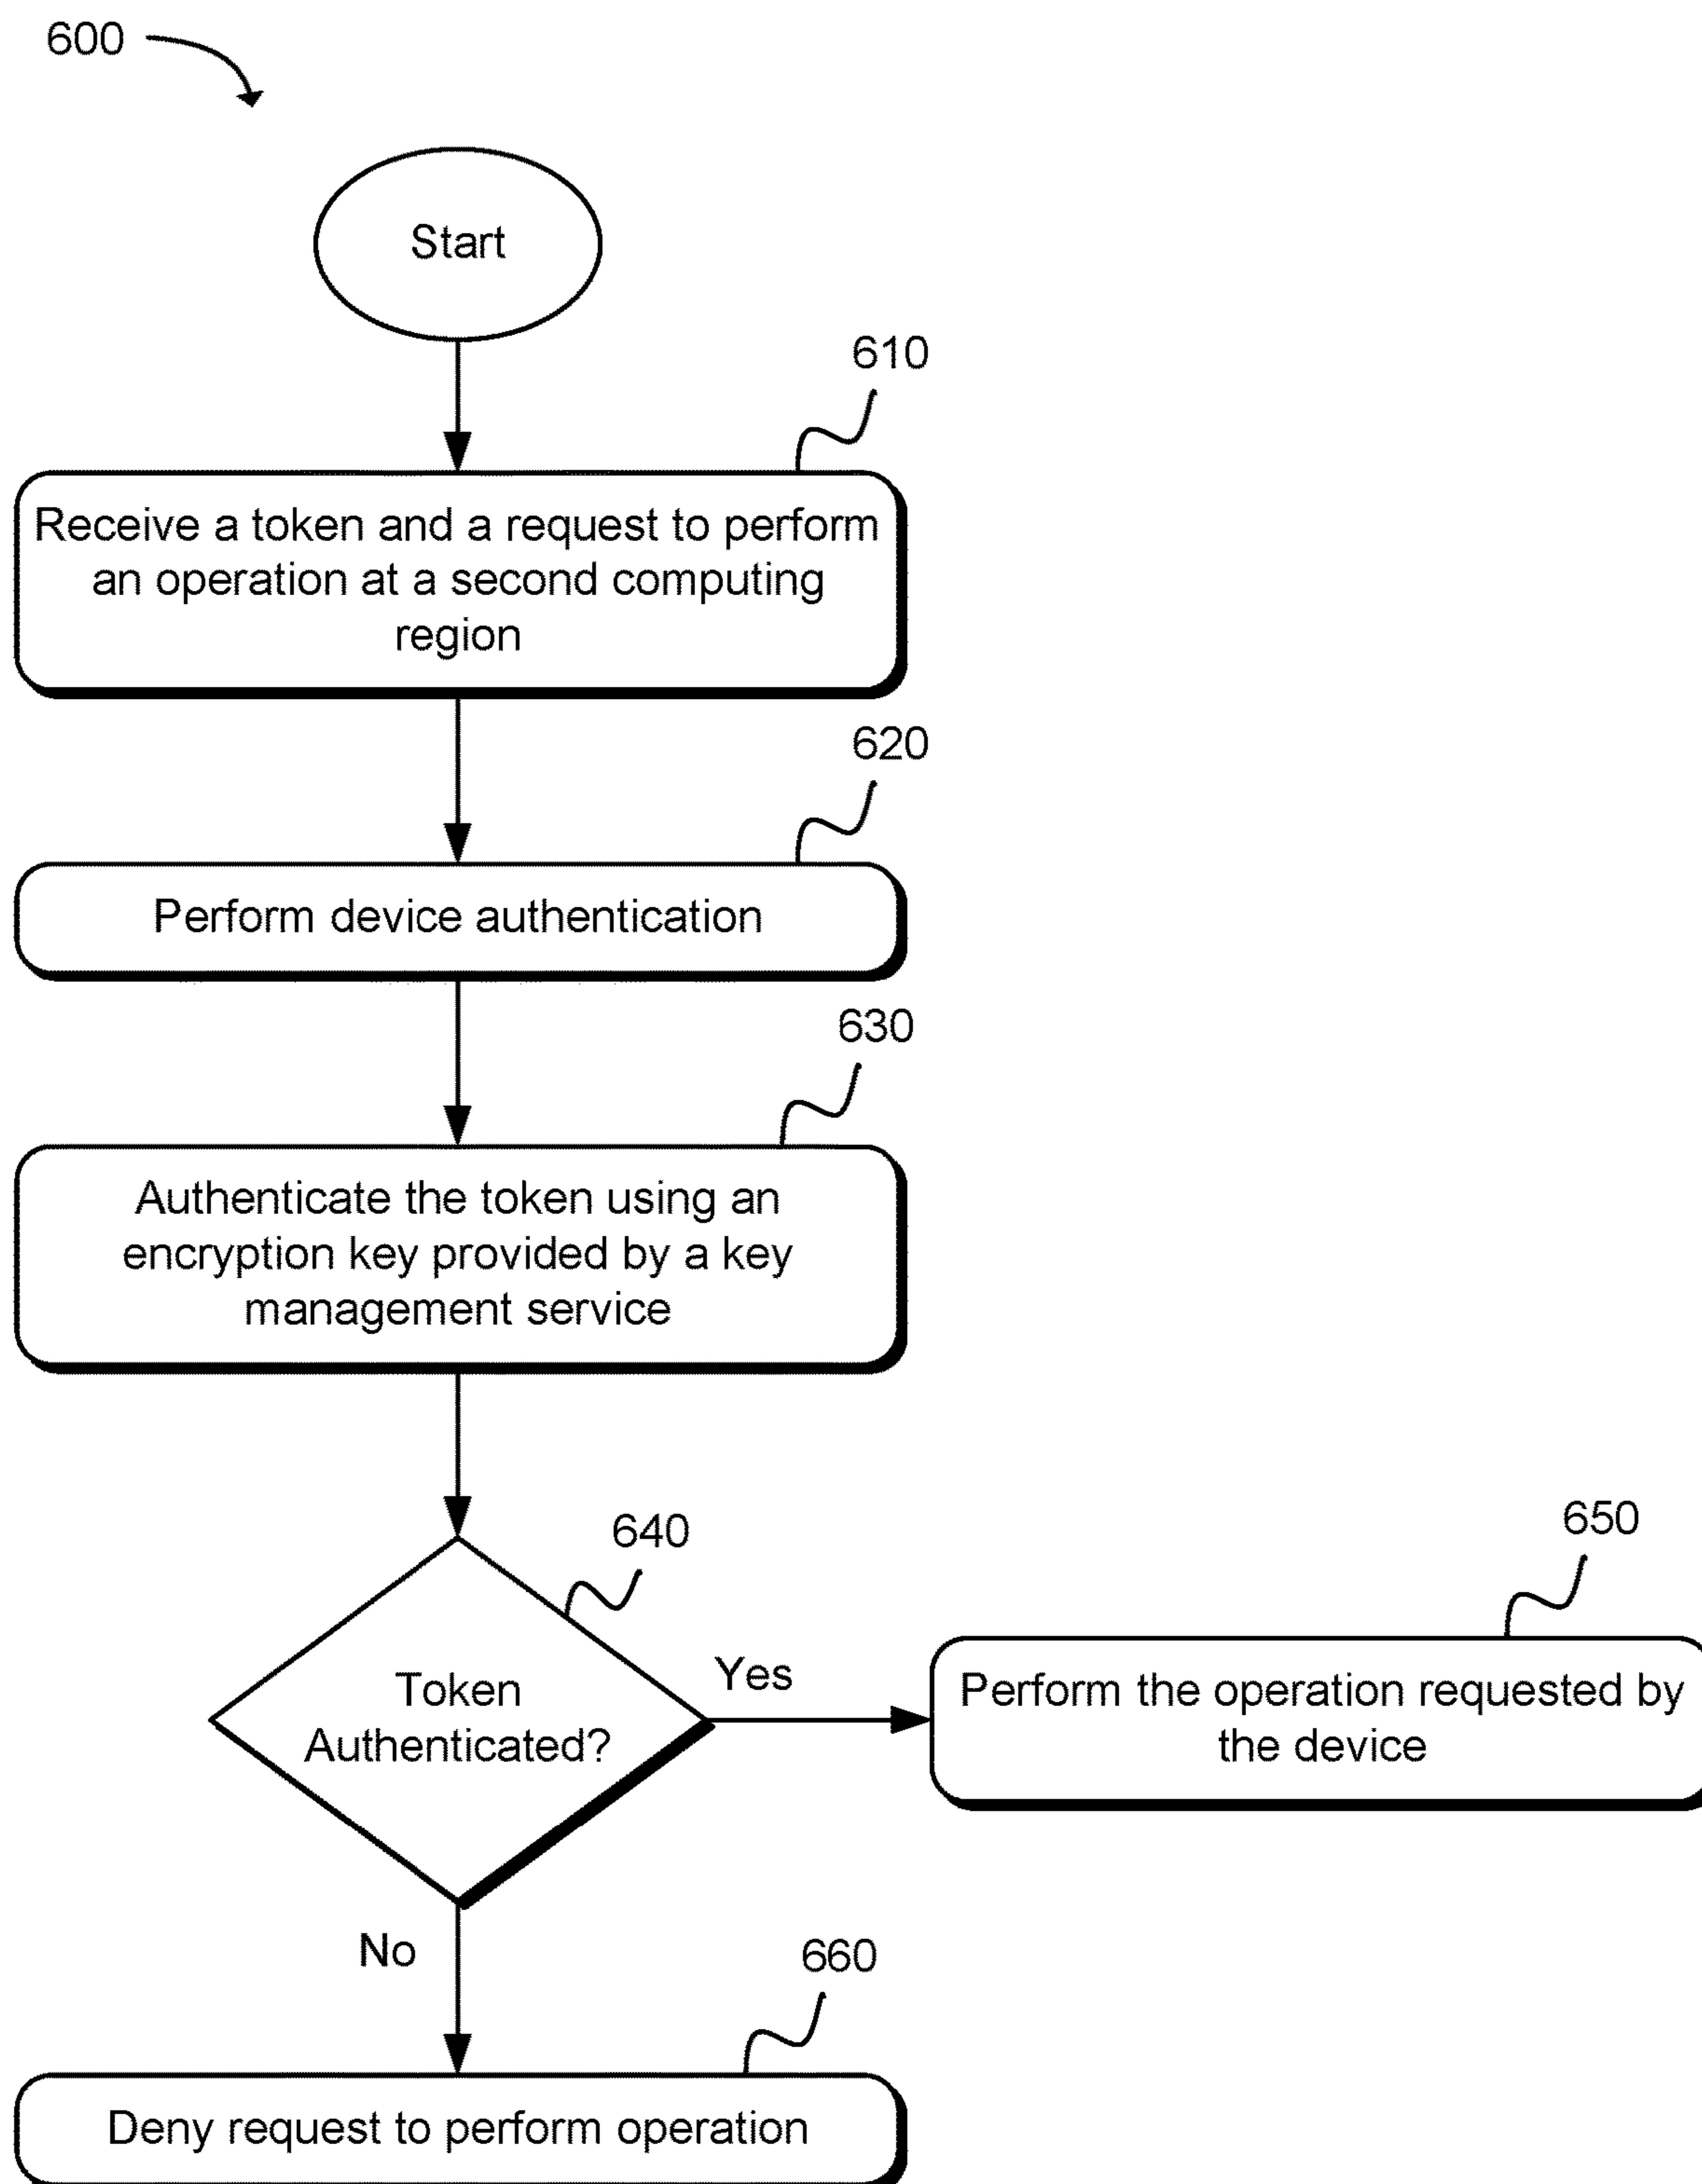 600
Start
610
Receive a token and a request to perform
an operation at a second computing
region
620
Perform device authentication
630
Authenticate the token using an
encryption key provided by a key
management service
640
Token
Authenticated?
Yes
650
Perform the operation requested by
the device
No
660
Deny request to perform operation